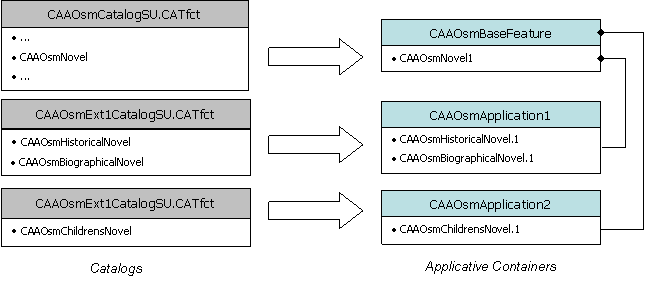 CAAOsmCatalogSU.CATfct
• ...
• CAAOsmNovel
• ...
CAAOsmBaseFeature
• CAAOsmNovel1
CAAOsmExt1CatalogSU.CATfct
• CAAOsmHistoricalNovel
• CAAOsmBiographicalNovel
CAAOsmApplication1
• CAAOsmHistoricalNovel.1
• CAAOsmBiographicalNovel.1
CAAOsmExt1CatalogSU.CATfct
• CAAOsmChildrensNovel
CAAOsmApplication2
• CAAOsmChildrensNovel.1
Catalogs
Applicative Containers